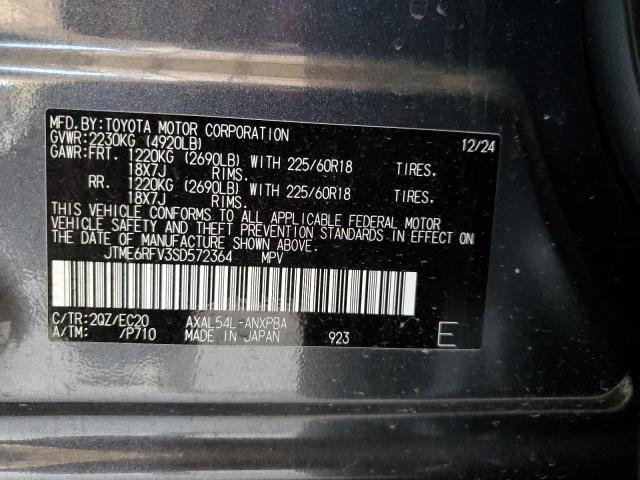 MFD.BY:TOYOTA MOTOR CORPORATION 12/24
GVWR:2230KG (4920LB)
GAWR:FRT. 1220KG (2690LB) WITH 225/60R18 TIRES.
18X7J RIMS.
RR. 1220KG (2690LB) WITH 225/60R18 TIRES.
18X7J RIMS.
THIS VEHICLE CONFORMS TO ALL APPLICABLE FEDERAL MOTOR
VEHICLE SAFETY AND THEFT PREVENTION STANDARDS IN EFFECT ON
THE DATE OF MANUFACTURE SHOWN ABOVE.
JTME6RFV3SD572364 MPV
C/TR:2QZ/EC20 AXAL54L-ANXPBA
A/TM: /P710 MADE IN JAPAN 923 E